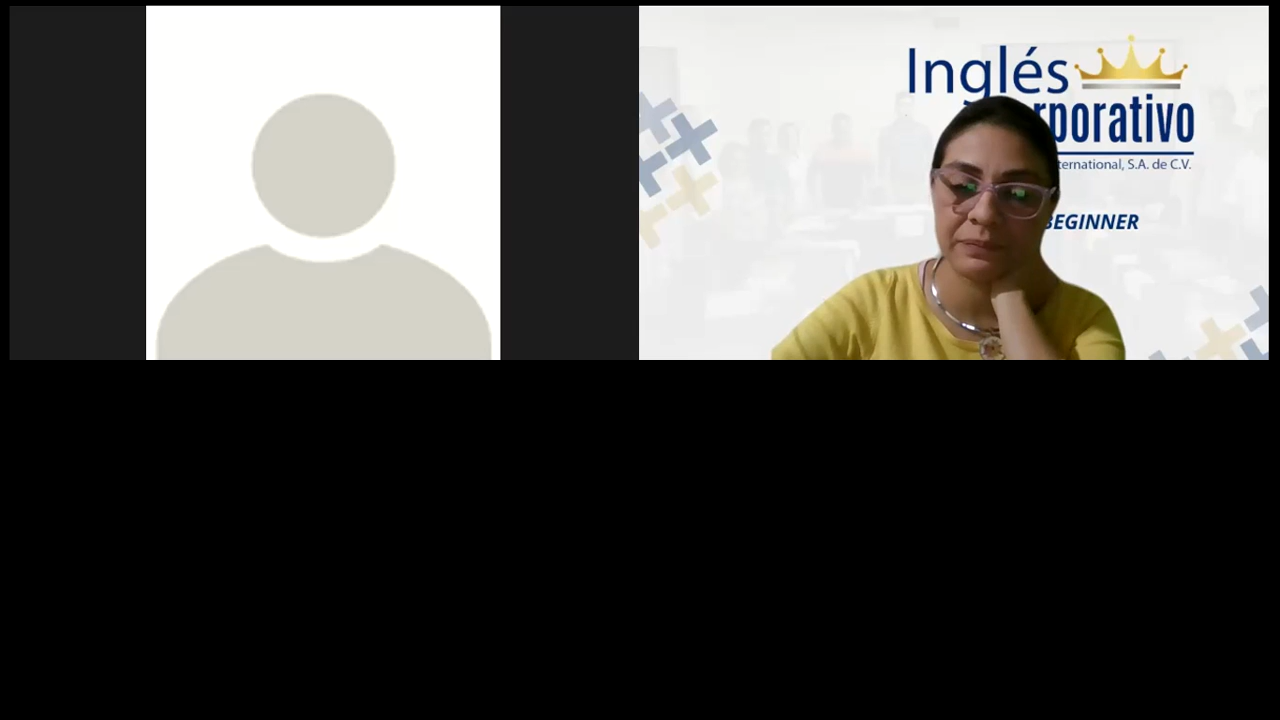 Inglés
rporativo
ternational, S.A. de C.V.
BEGINNER